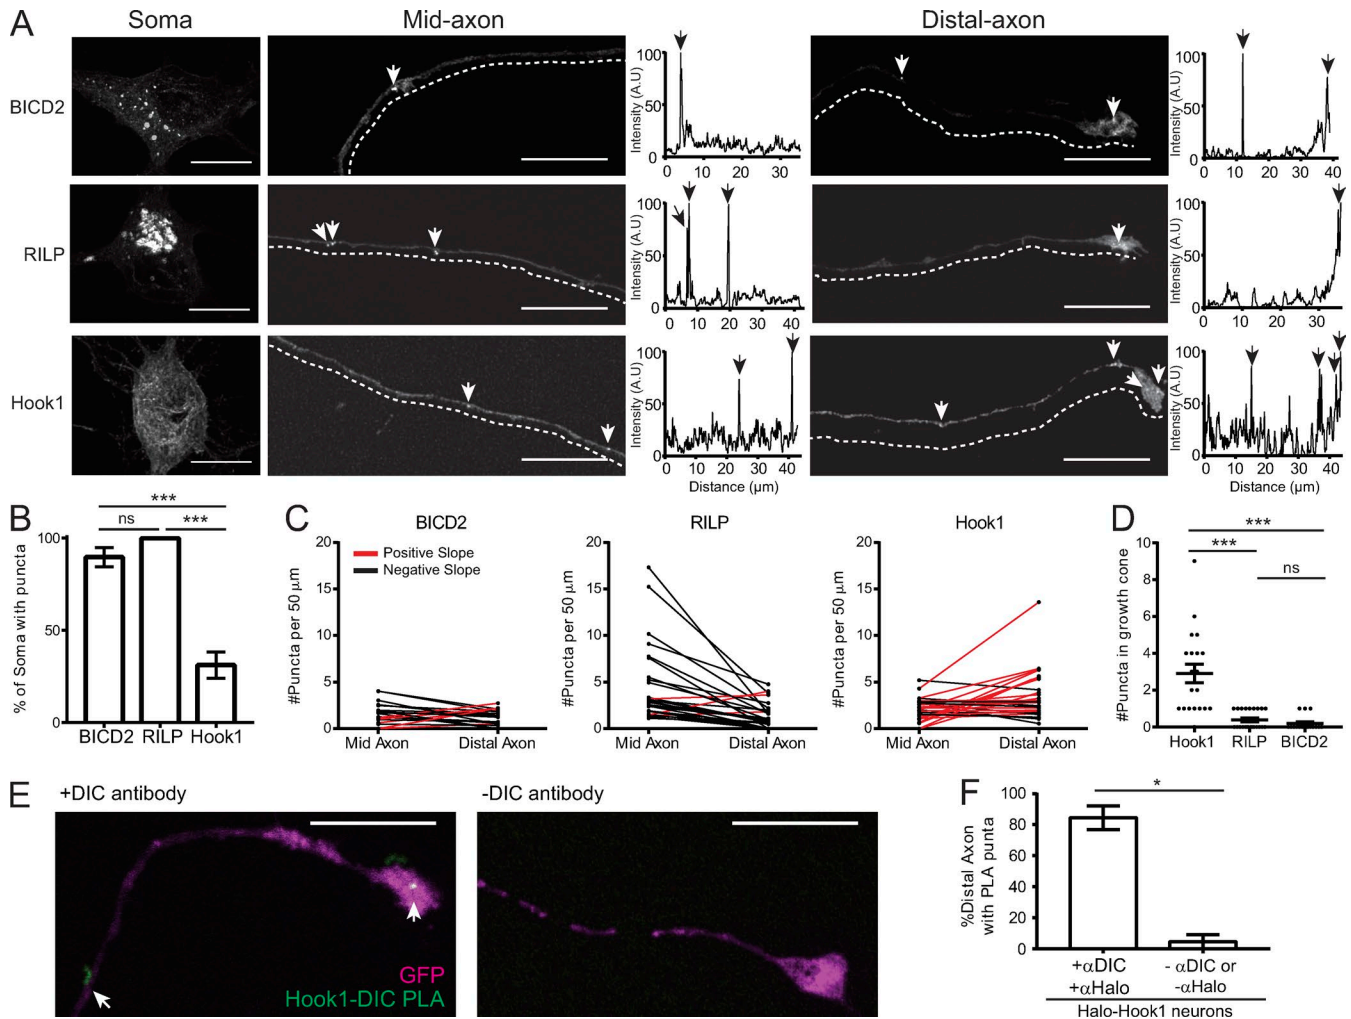 A
Soma
Mid-axon
Distal-axon
BICD2
100
50
0
Intensity (A.U)
0 10 20 30
100
50
0
Intensity (A.U)
0 10 20 30 40
RILP
100
50
0
Intensity (A.U)
0 10 20 30 40
100
50
0
Intensity (A.U)
0 10 20 30
Hook1
100
50
0
Intensity (A.U)
0 10 20 30 40
Distance (µm)
100
50
0
Intensity (A.U)
0 10 20 30 40
Distance (µm)
B
***
ns
***
% of Soma with puncta
100
50
0
BICD2 RILP Hook1
C
BICD2
#Puncta per 50 µm
20
15
10
5
0
Positive Slope
Negative Slope
Mid Axon
Distal Axon
RILP
#Puncta per 50 µm
20
15
10
5
0
Mid Axon
Distal Axon
Hook1
#Puncta per 50 µm
20
15
10
5
0
Mid Axon
Distal Axon
D
***
***
ns
#Puncta in growth cone
10
8
6
4
2
0
Hook1 RILP BICD2
E
+DIC antibody
-DIC antibody
GFP
Hook1-DIC PLA
F
*
%Distal Axon
with PLA punta
100
80
60
40
20
0
+αDIC
+αHalo
- αDIC or
-αHalo
Halo-Hook1 neurons